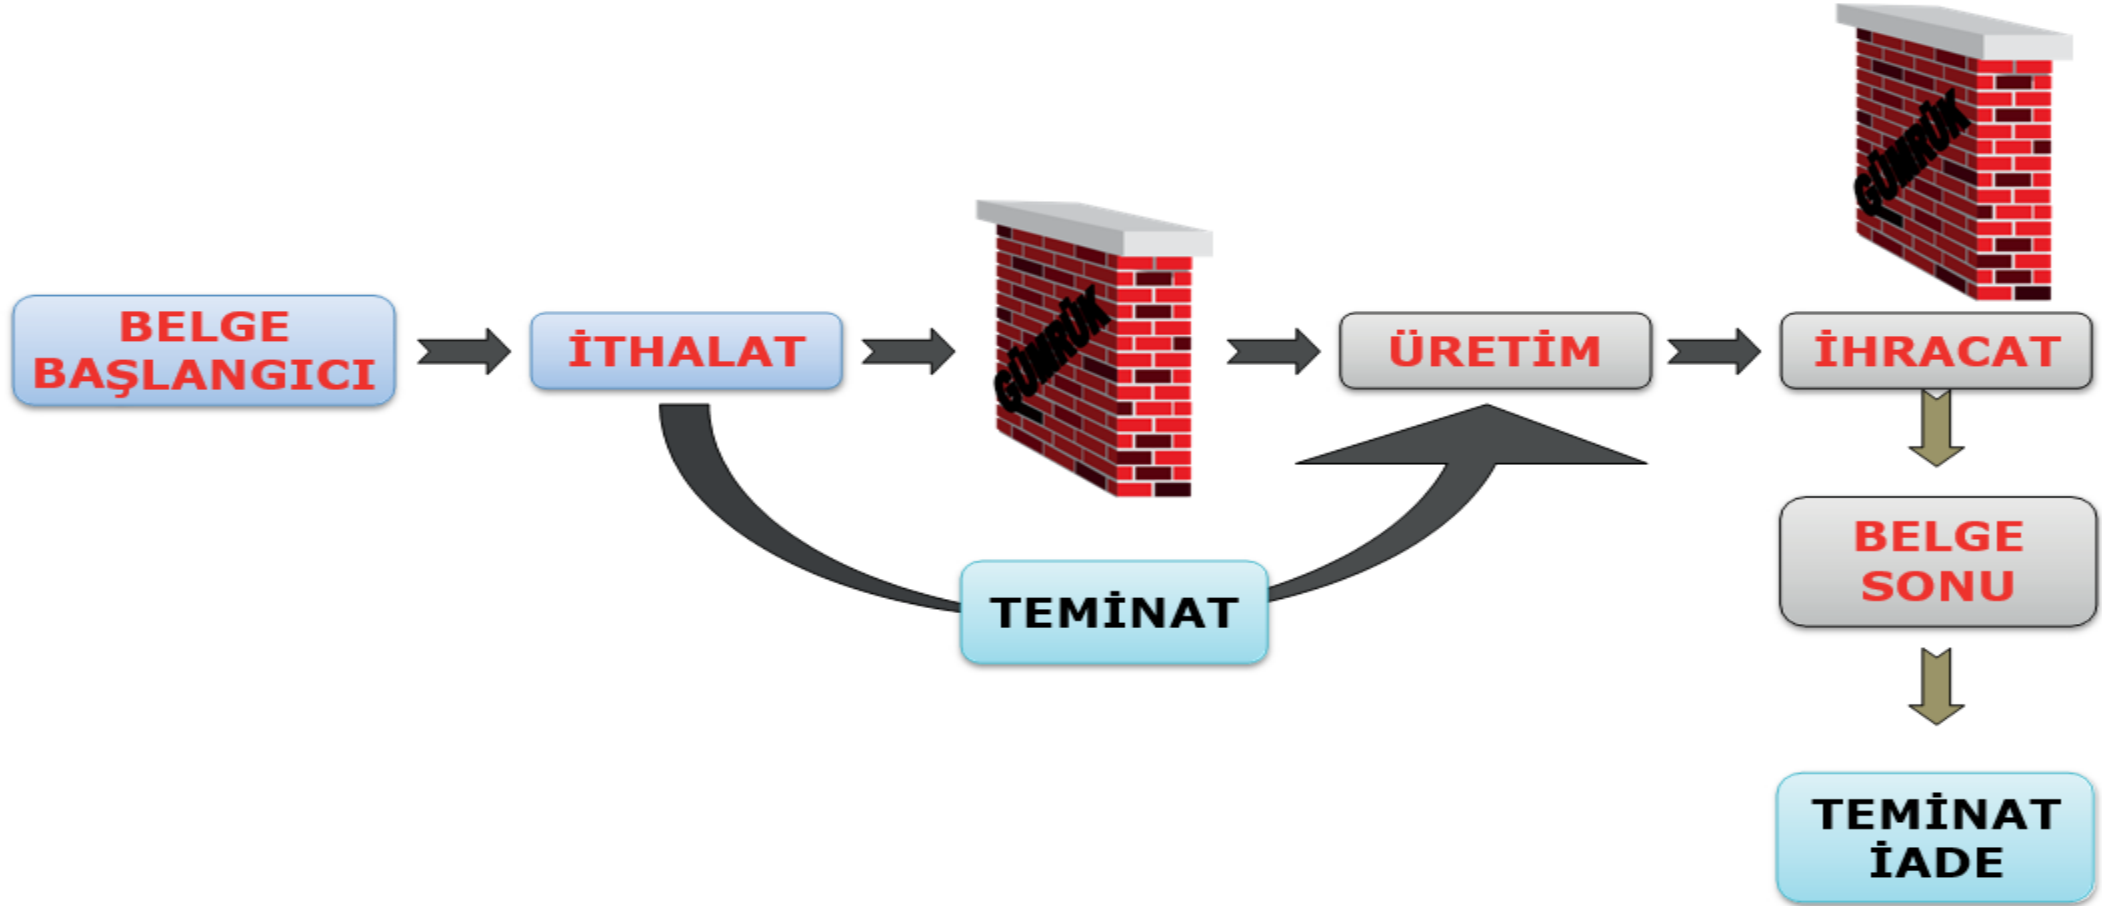 BELGE
BAŞLANGICI
İTHALAT
GÜMRÜK
ÜRETİM
İHRACAT
GÜMRÜK
TEMİNAT
BELGE
SONU
TEMİNAT
İADE